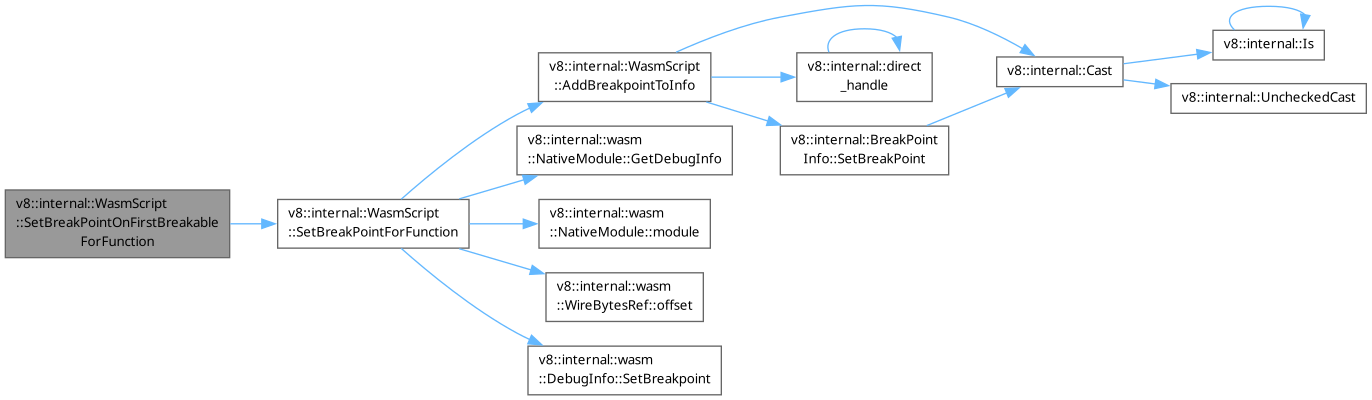 v8::internal::WasmScript
::SetBreakPointOnFirstBreakable
ForFunction
v8::internal::WasmScript
::SetBreakPointForFunction
v8::internal::WasmScript
::AddBreakpointToInfo
v8::internal::wasm
::NativeModule::GetDebugInfo
v8::internal::wasm
::NativeModule::module
v8::internal::wasm
::WireBytesRef::offset
v8::internal::wasm
::DebugInfo::SetBreakpoint
v8::internal::direct
_handle
v8::internal::BreakPoint
Info::SetBreakPoint
v8::internal::Cast
v8::internal::Is
v8::internal::UncheckedCast